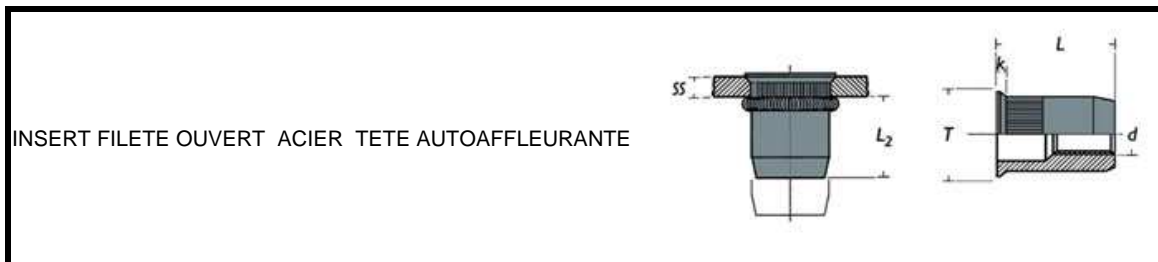 INSERT FILETE OUVERT ACIER TETE AUTOAFFLEURANTE
SS
L₂
L
k
T
d